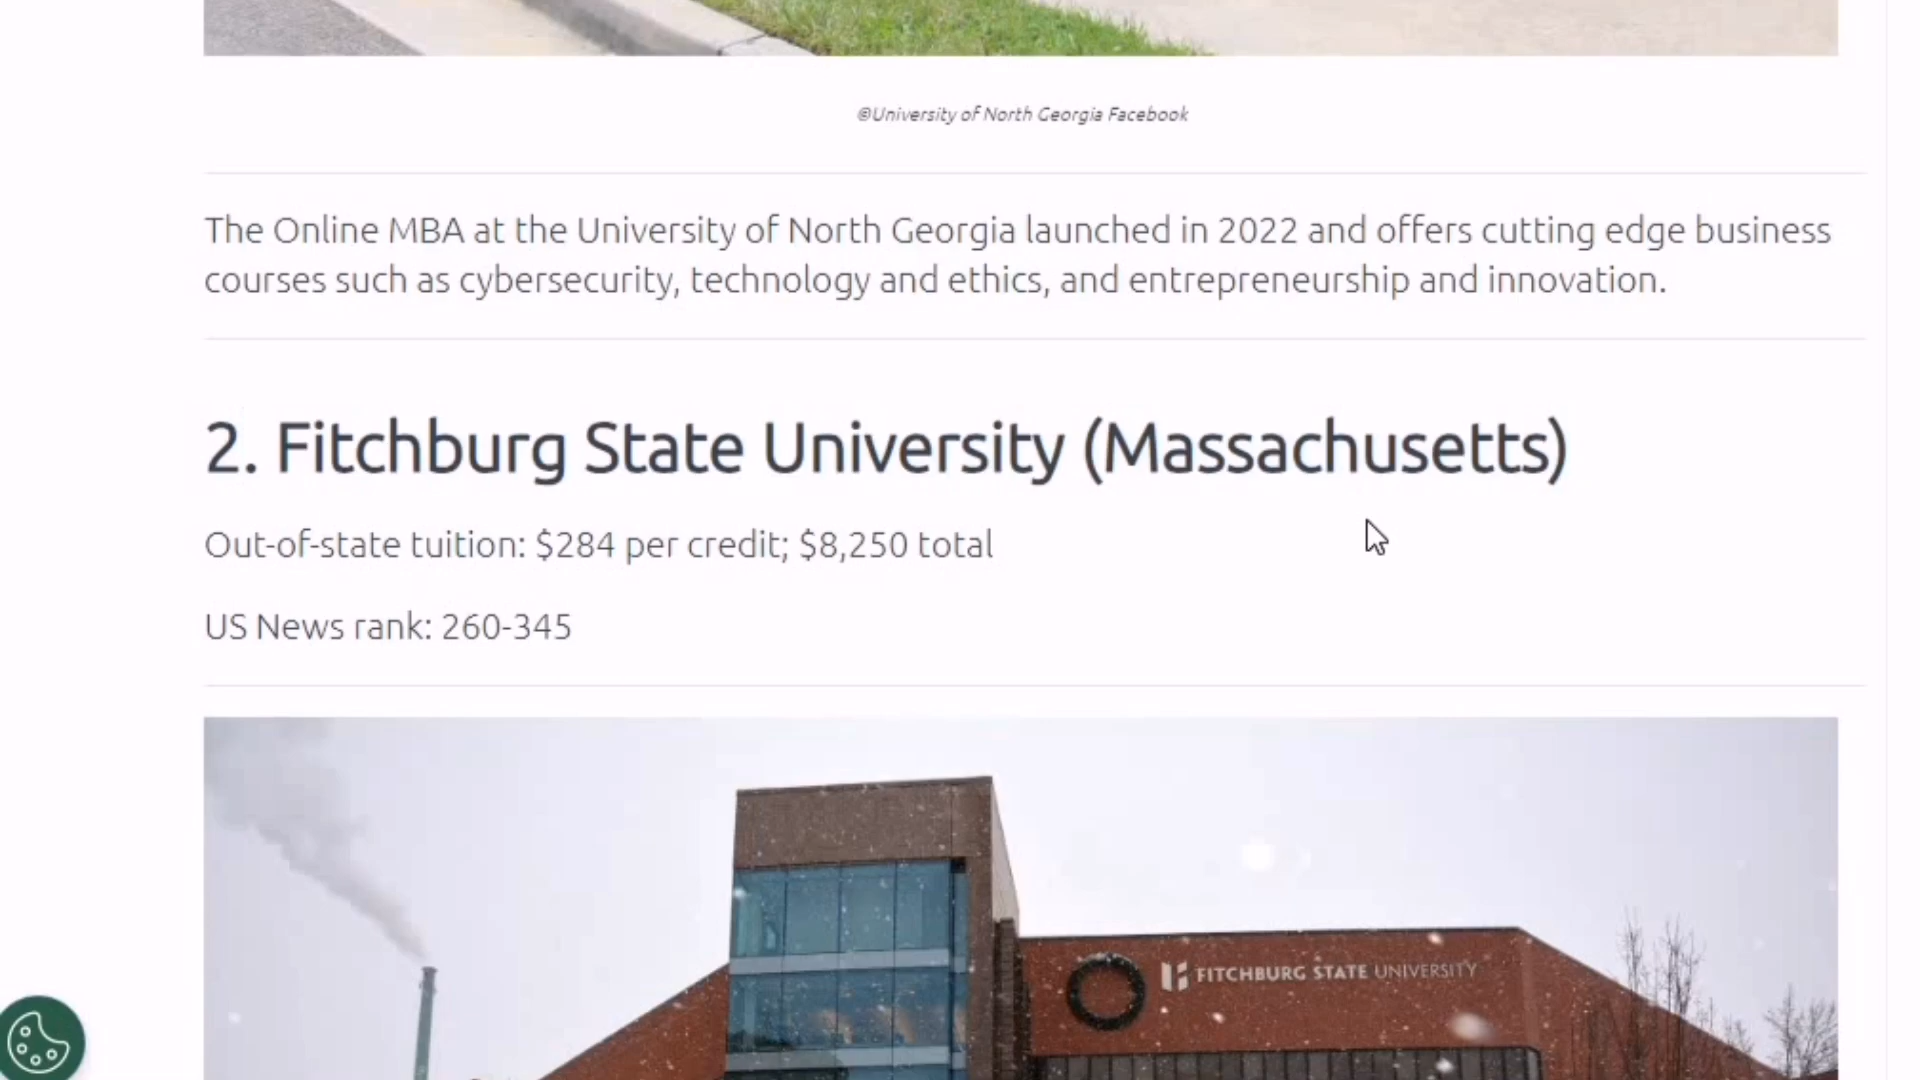 ©University of North Georgia Facebook
The Online MBA at the University of North Georgia launched in 2022 and offers cutting edge business
courses such as cybersecurity, technology and ethics, and entrepreneurship and innovation.
2. Fitchburg State University (Massachusetts)
Out-of-state tuition: $284 per credit; $8,250 total
US News rank: 260-345
FITCHBURG STATE UNIVERSITY